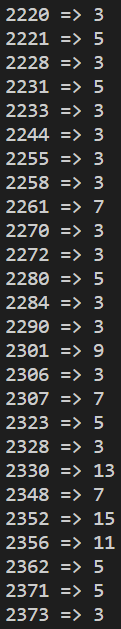 2220 => 3
2221 => 5
2228 => 3
2231 => 5
2233 => 3
2244 => 3
2255 => 3
2258 => 3
2261 => 7
2270 => 3
2272 => 3
2280 => 5
2284 => 3
2290 => 3
2301 => 9
2306 => 3
2307 => 7
2323 => 5
2328 => 3
2330 => 13
2348 => 7
2352 => 15
2356 => 11
2362 => 5
2371 => 5
2373 => 3